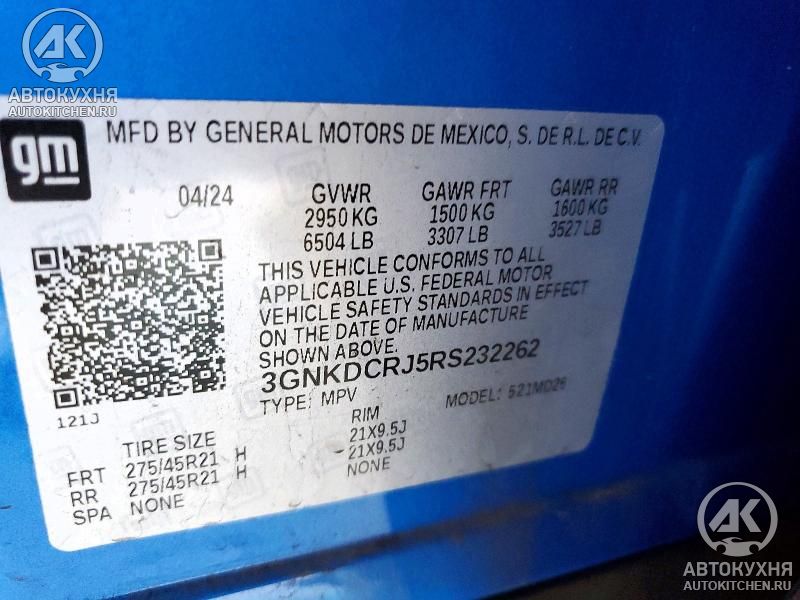 АК
АВТОКУХНЯ
AUTOKITCHEN.RU
gm
MFD BY GENERAL MOTORS DE MEXICO, S. DE R.L. DE C.V.
04/24 GVWR GAWR FRT GAWR RR
2950 KG 1500 KG 1600 KG
6504 LB 3307 LB 3527 LB
THIS VEHICLE CONFORMS TO ALL
APPLICABLE U.S. FEDERAL MOTOR
VEHICLE SAFETY STANDARDS IN EFFECT
ON THE DATE OF MANUFACTURE
SHOWN ABOVE.
3GNKDCRJ5RS232262
TYPE: MPV MODEL: 521MD26
121J
TIRE SIZE RIM
FRT 275/45R21 H 21X9.5J
RR 275/45R21 H 21X9.5J
SPA NONE NONE
АК
АВТОКУХНЯ
AUTOKITCHEN.RU